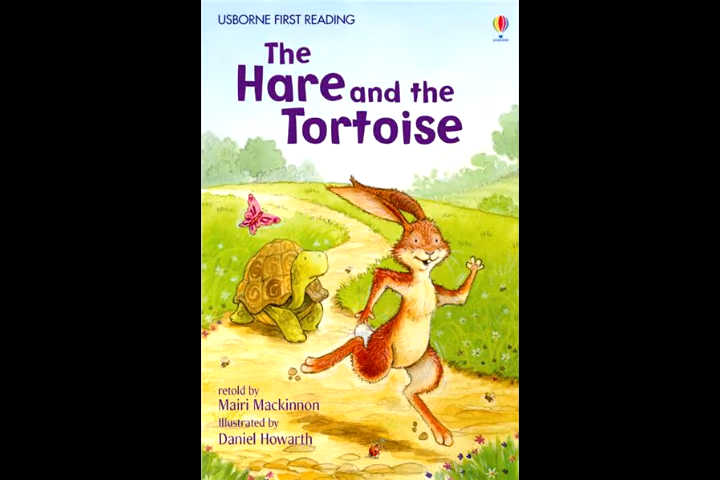 USBORNE FIRST READING
The
Hare and the
Tortoise
retold by
Mairi Mackinnon
Illustrated by
Daniel Howarth